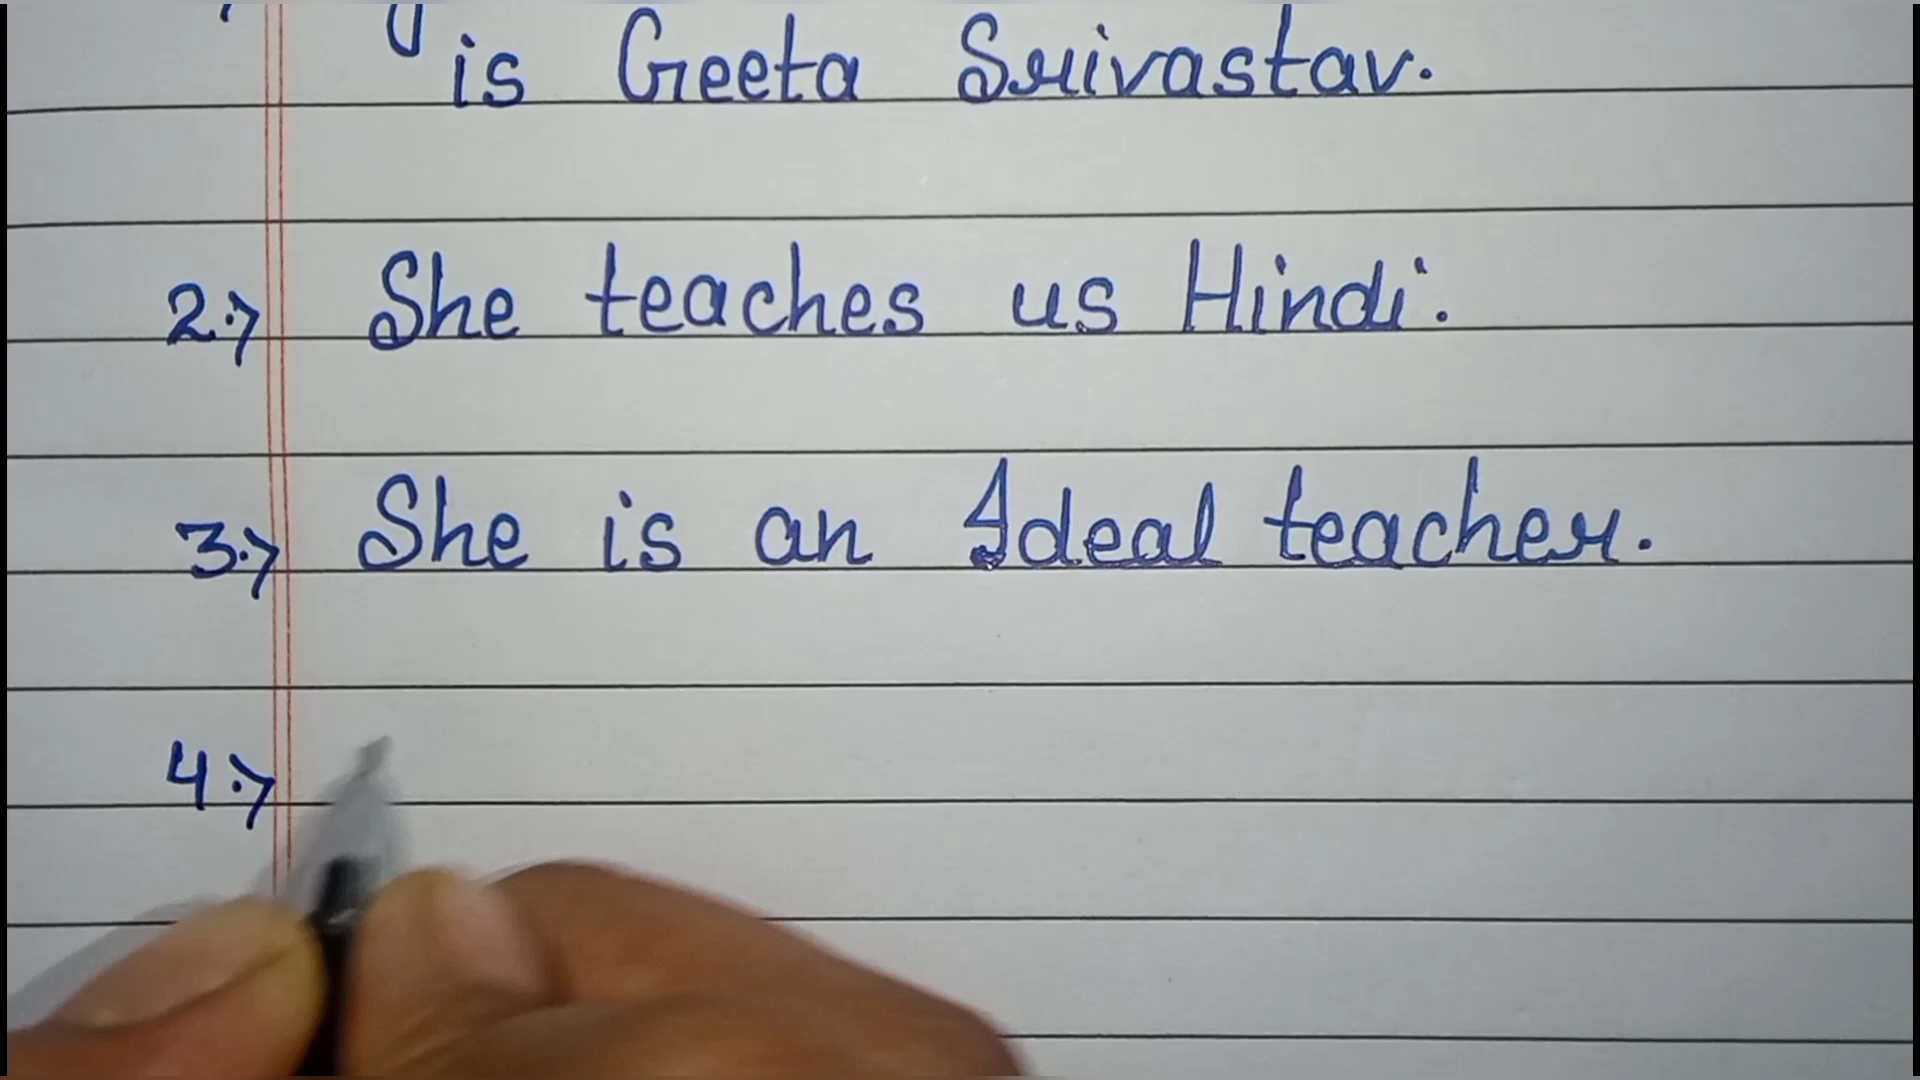 is Geeta Srivastav.
2.> She teaches us Hindi.
3.> She is an Ideal teacher.
4.>